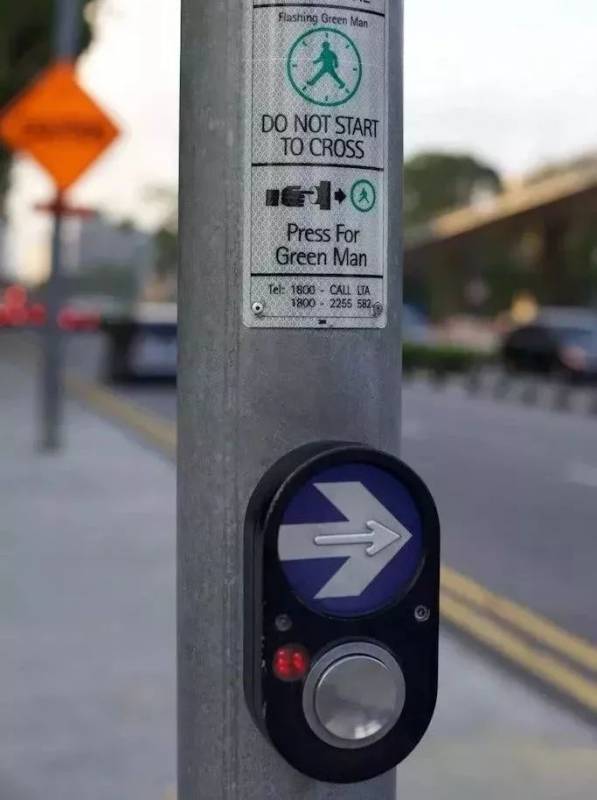 Flashing Green Man
DO NOT START
TO CROSS
Press For
Green Man
Tel: 1800 - CALL LTA
1800 - 2255 582